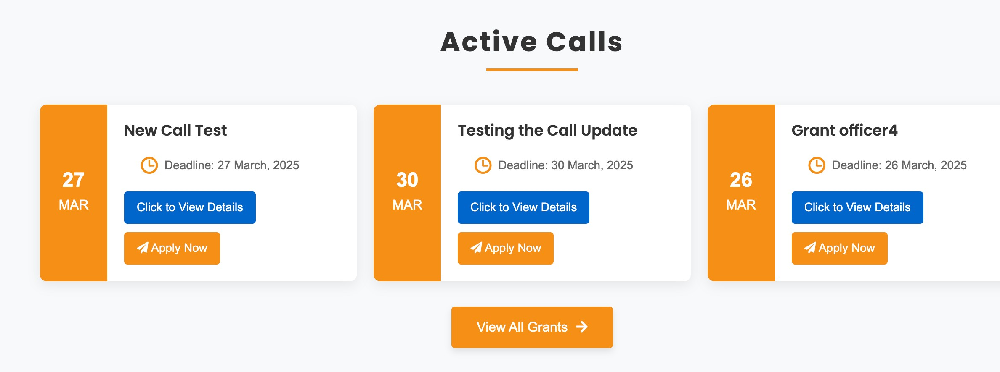 Active Calls
27
MAR
New Call Test
Deadline: 27 March, 2025
Click to View Details
Apply Now
30
MAR
Testing the Call Update
Deadline: 30 March, 2025
Click to View Details
Apply Now
26
MAR
Grant officer4
Deadline: 26 March, 2025
Click to View Details
Apply Now
View All Grants